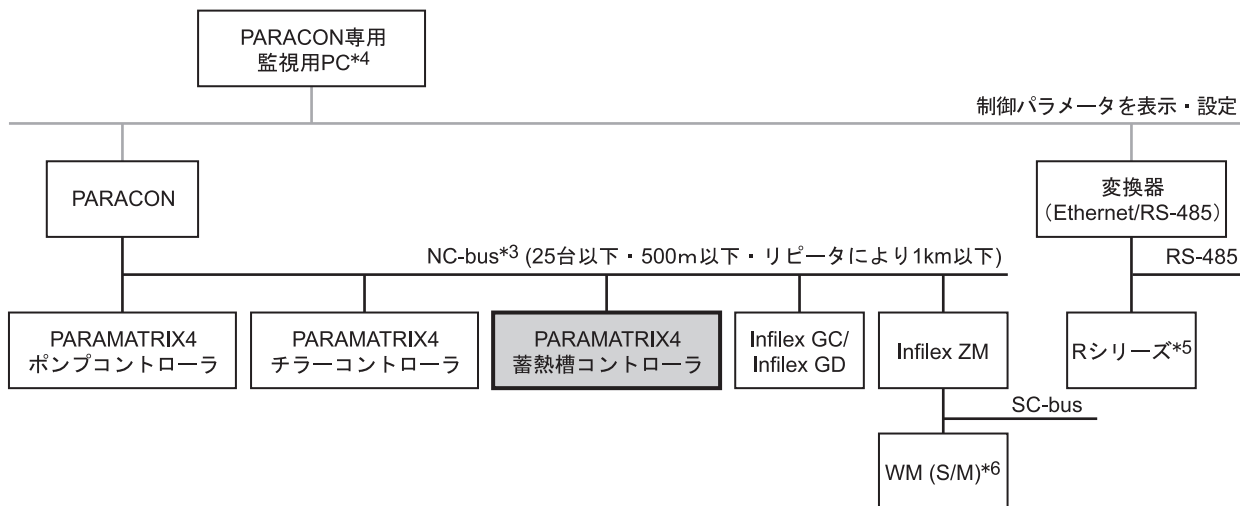 PARACON専用
監視用PC*4
制御パラメータを表示・設定
PARACON
変換器
（Ethernet/RS-485）
NC-bus*3 (25台以下・500m以下・リピータにより1km以下)
RS-485
PARAMATRIX4
ポンプコントローラ
PARAMATRIX4
チラーコントローラ
PARAMATRIX4
蓄熱槽コントローラ
Infilex GC/
Infilex GD
Infilex ZM
Rシリーズ*5
SC-bus
WM (S/M)*6